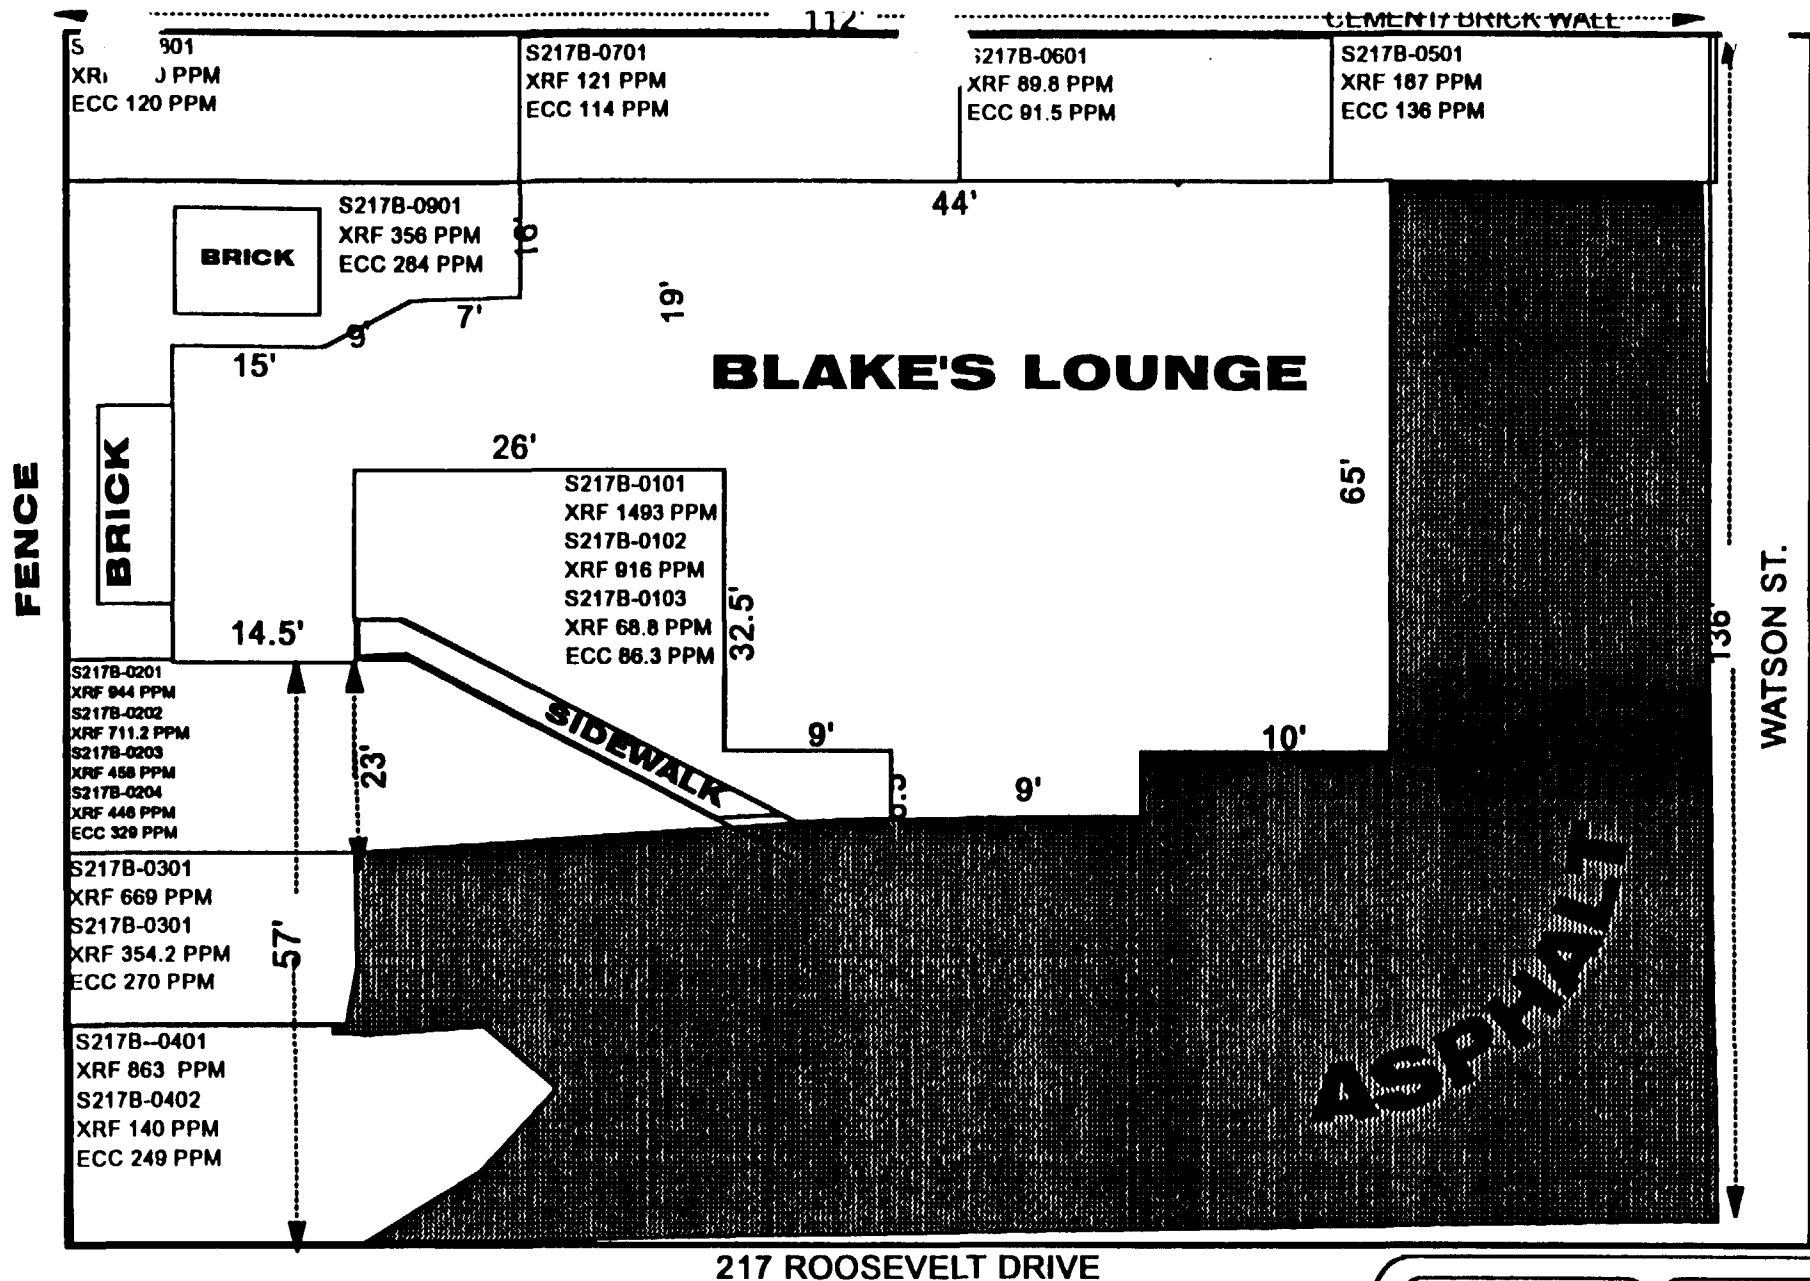 112'
CEMENT/ BRICK WALL
S 901
PPM
ECC 120 PPM
S217B-0701
XRF 121 PPM
ECC 114 PPM
S217B-0601
XRF 89.8 PPM
ECC 91.5 PPM
S217B-0501
XRF 187 PPM
ECC 136 PPM
44'
S217B-0901
XRF 356 PPM
ECC 284 PPM
BRICK
16'
7'
9'
15'
19'
BLAKE'S LOUNGE
FENCE
BRICK
26'
S217B-0101
XRF 1493 PPM
S217B-0102
XRF 916 PPM
S217B-0103
XRF 68.8 PPM
ECC 86.3 PPM
32.5'
65'
136'
WATSON ST.
14.5'
S217B-0201
XRF 944 PPM
S217B-0202
XRF 711.2 PPM
S217B-0203
XRF 458 PPM
S217B-0204
XRF 446 PPM
ECC 329 PPM
23'
SIDEWALK
9'
9'
10'
S217B-0301
XRF 669 PPM
S217B-0301
XRF 354.2 PPM
ECC 270 PPM
57'
S217B--0401
XRF 863 PPM
S217B-0402
XRF 140 PPM
ECC 249 PPM
ASPHALT
217 ROOSEVELT DRIVE